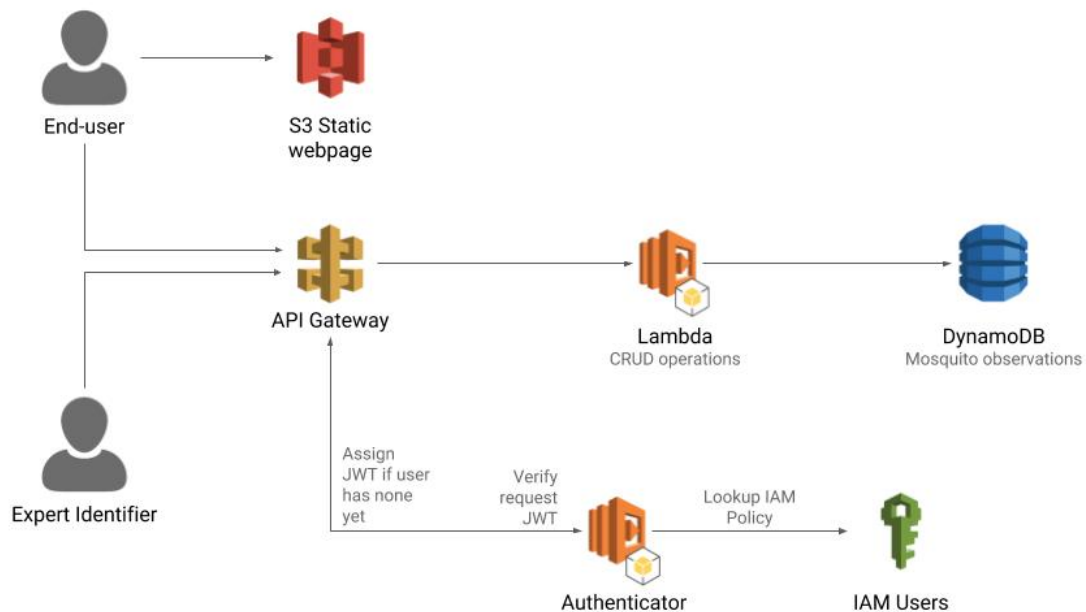 End-user
S3 Static
webpage
API Gateway
Lambda
CRUD operations
DynamoDB
Mosquito observations
Expert Identifier
Assign
JWT if user
has none
yet
Verify
request
JWT
Lookup IAM
Policy
Authenticator
IAM Users